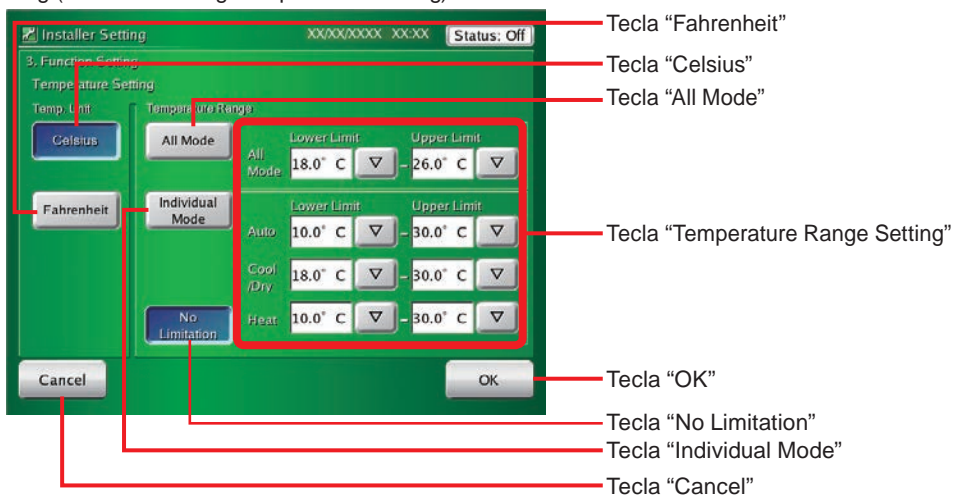 Installer Setting XX/XX/XXXX XX:XX Status: Off
3. Function Setting
Temperature Setting
Temp. Unit Temperature Range
Celsius All Mode
Lower Limit Upper Limit
All Mode 18.0° C ▽ – 26.0° C ▽
Fahrenheit Individual Mode
Lower Limit Upper Limit
Auto 10.0° C ▽ – 30.0° C ▽
Cool /Dry 18.0° C ▽ – 30.0° C ▽
No Limitation
Heat 10.0° C ▽ – 30.0° C ▽
Cancel OK
Tecla “Fahrenheit”
Tecla “Celsius”
Tecla “All Mode”
Tecla “Temperature Range Setting”
Tecla “OK”
Tecla “No Limitation”
Tecla “Individual Mode”
Tecla “Cancel”